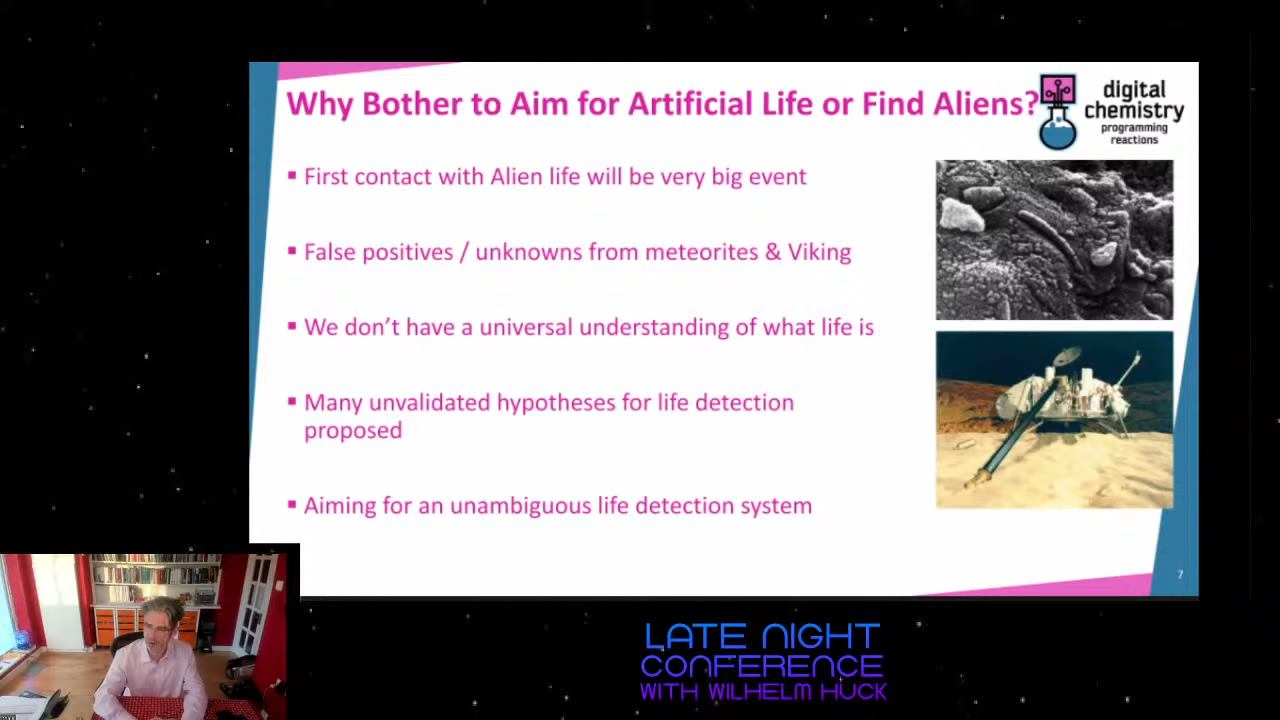 Why Bother to Aim for Artificial Life or Find Aliens?
digital
chemistry
programming
reactions
▪ First contact with Alien life will be very big event
▪ False positives / unknowns from meteorites & Viking
▪ We don't have a universal understanding of what life is
▪ Many unvalidated hypotheses for life detection
proposed
▪ Aiming for an unambiguous life detection system
7
LATE NIGHT
CONFERENCE
WITH WILHELM HUCK